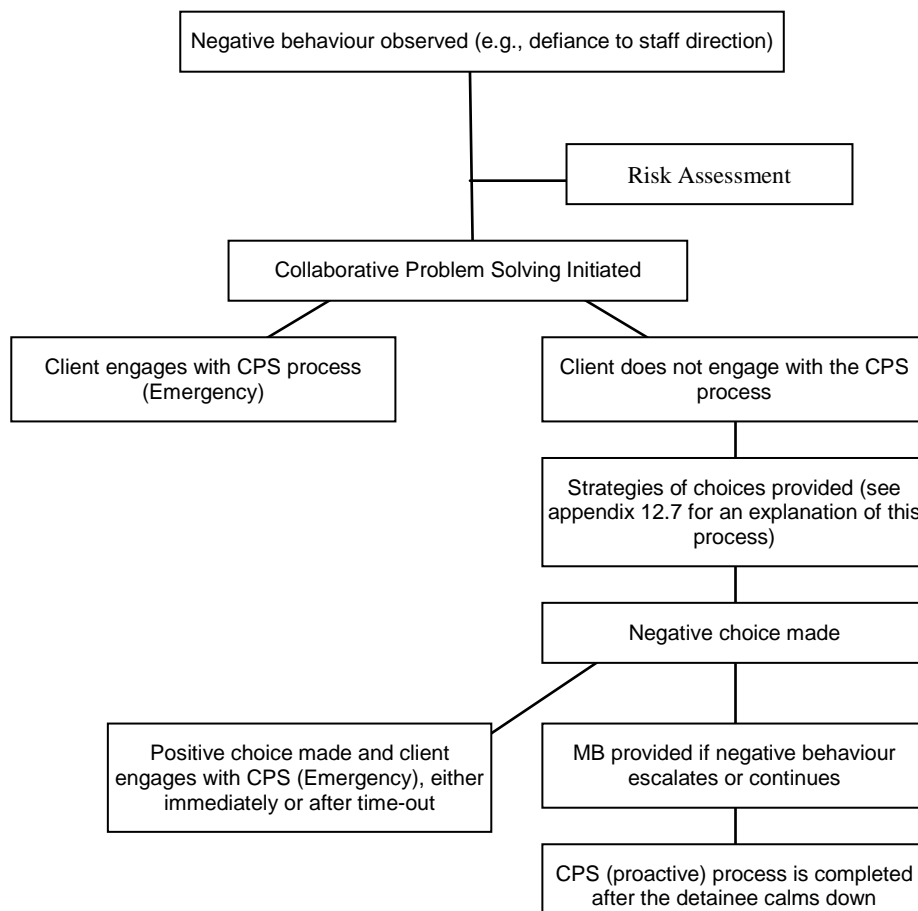 Negative behaviour observed (e.g., defiance to staff direction)
Risk Assessment
Collaborative Problem Solving Initiated
Client engages with CPS process
(Emergency)
Client does not engage with the CPS
process
Strategies of choices provided (see
appendix 12.7 for an explanation of this
process)
Negative choice made
Positive choice made and client
engages with CPS (Emergency), either
immediately or after time-out
MB provided if negative behaviour
escalates or continues
CPS (proactive) process is completed
after the detainee calms down